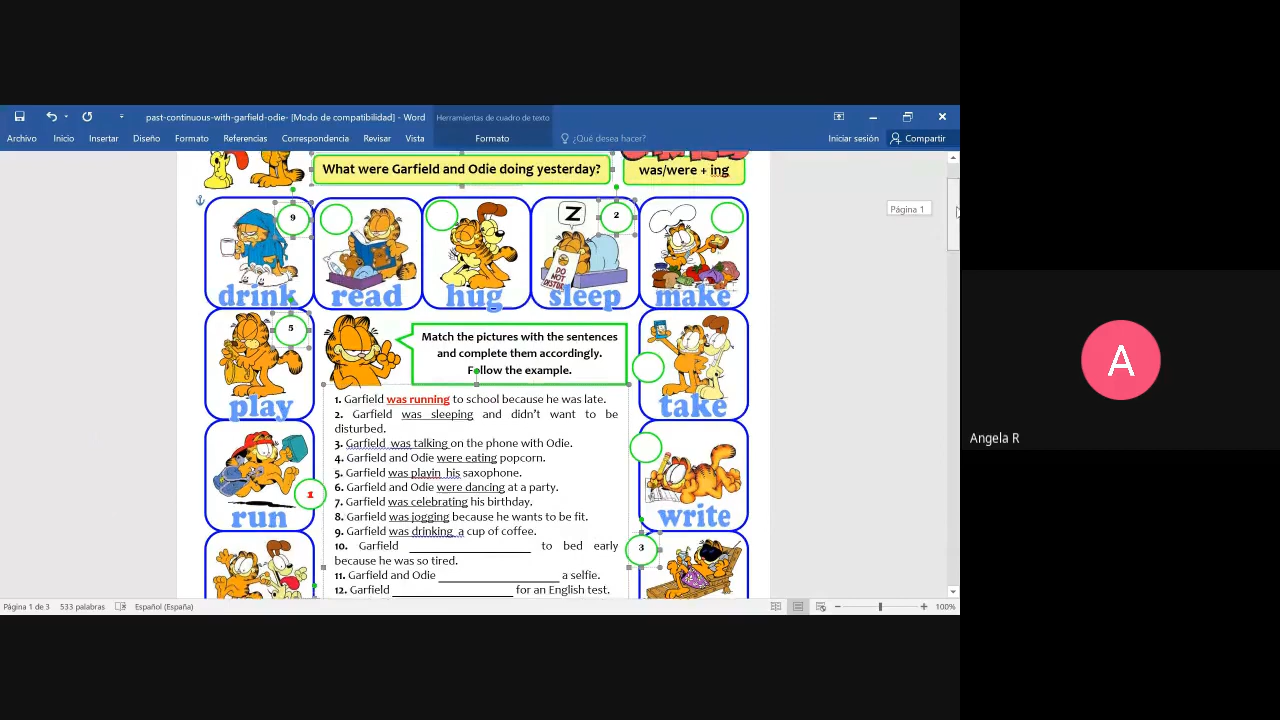 past-continuous-with-garfield-odie- [Modo de compatibilidad] - Word
Herramientas de cuadro de texto
Archivo Inicio Insertar Diseño Formato Referencias Correspondencia Revisar Vista Formato ¿Qué desea hacer? Iniciar sesión Compartir
What were Garfield and Odie doing yesterday?
was/were + ing
Página 1
9 2
Z
DO NOT DISTURB
drink read hug sleep make
5
Match the pictures with the sentences
and complete them accordingly.
Follow the example.
play take
1. Garfield was running to school because he was late.
2. Garfield was sleeping and didn't want to be
disturbed.
3. Garfield was talking on the phone with Odie.
4. Garfield and Odie were eating popcorn.
5. Garfield was playin his saxophone.
6. Garfield and Odie were dancing at a party.
7. Garfield was celebrating his birthday.
8. Garfield was jogging because he wants to be fit.
9. Garfield was drinking a cup of coffee.
10. Garfield ____________________ to bed early
because he was so tired.
11. Garfield and Odie ____________________ a selfie.
12. Garfield ____________________ for an English test.
1
run write
3
A
Angela R
Página 1 de 3 533 palabras Español (España) 100%